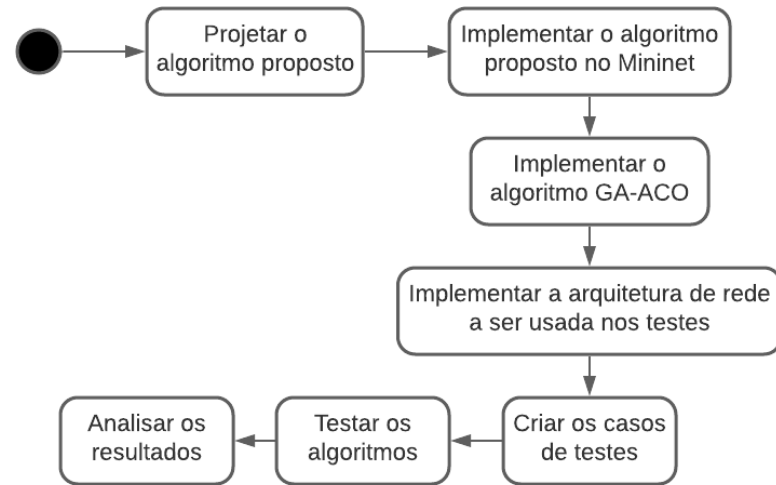 Projetar o
algoritmo proposto
Implementar o algoritmo
proposto no Mininet
Implementar o
algoritmo GA-ACO
Implementar a arquitetura de rede
a ser usada nos testes
Criar os casos
de testes
Testar os
algoritmos
Analisar os
resultados